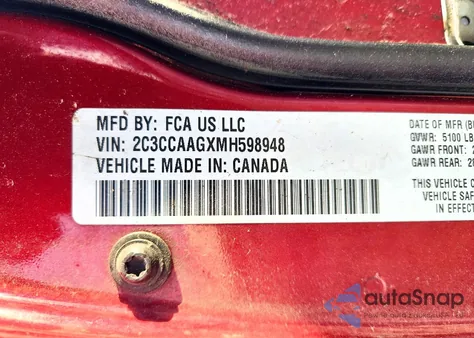 MFD BY: FCA US LLC
VIN: 2C3CCAAGXMH598948
VEHICLE MADE IN: CANADA
DATE OF MFR
GVWR: 5100 LB
GAWR FRONT:
GAWR REAR:
THIS VEHICLE
VEHICLE SAF
IN EFFECT
autoSnap